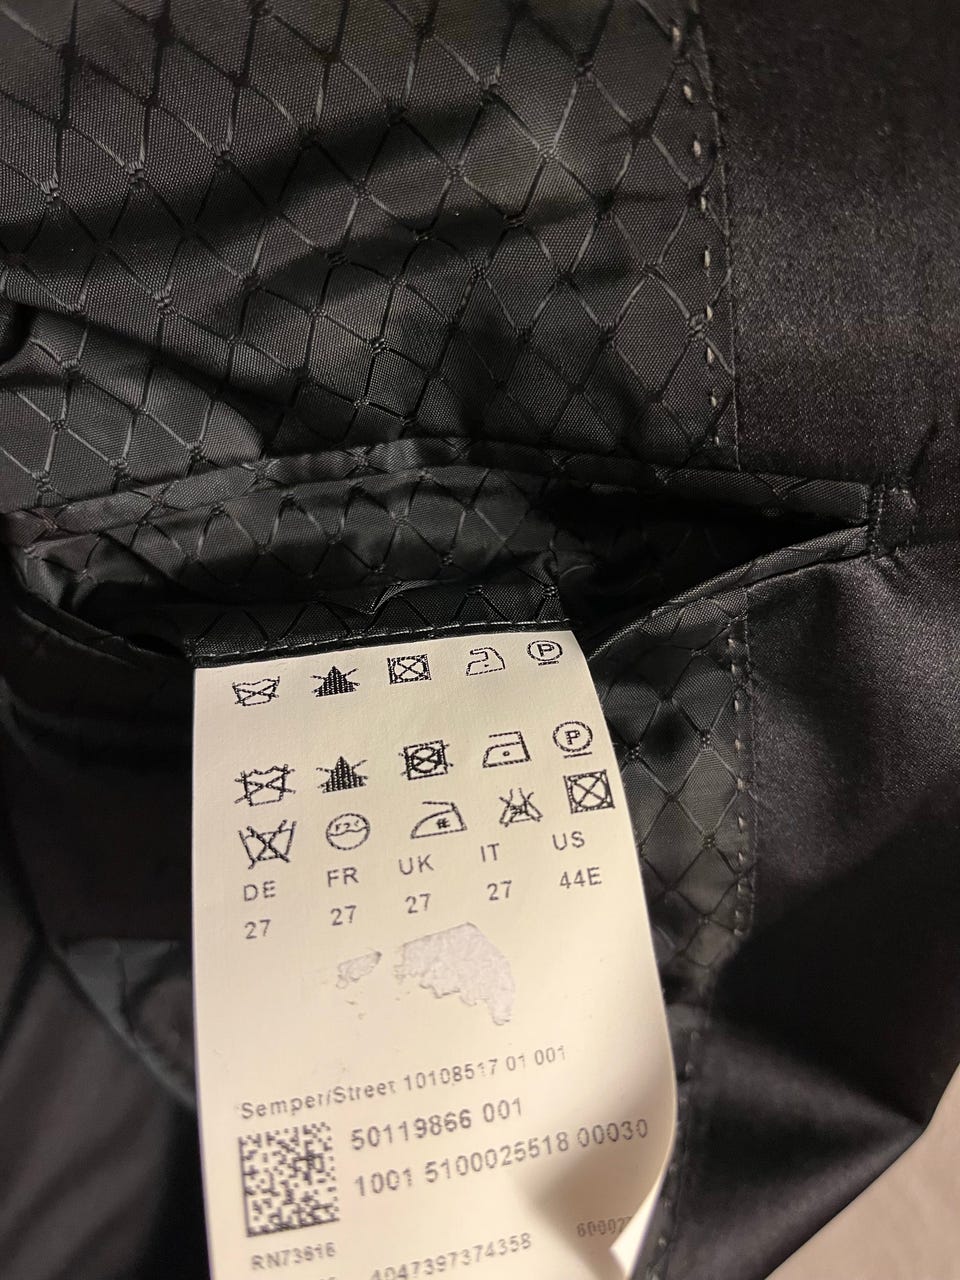 DE FR UK IT US
27 27 27 27 44E
Semper/Street 10108517 01 001
50119866 001
1001 5100025518 00030
RN73616
4047397374358